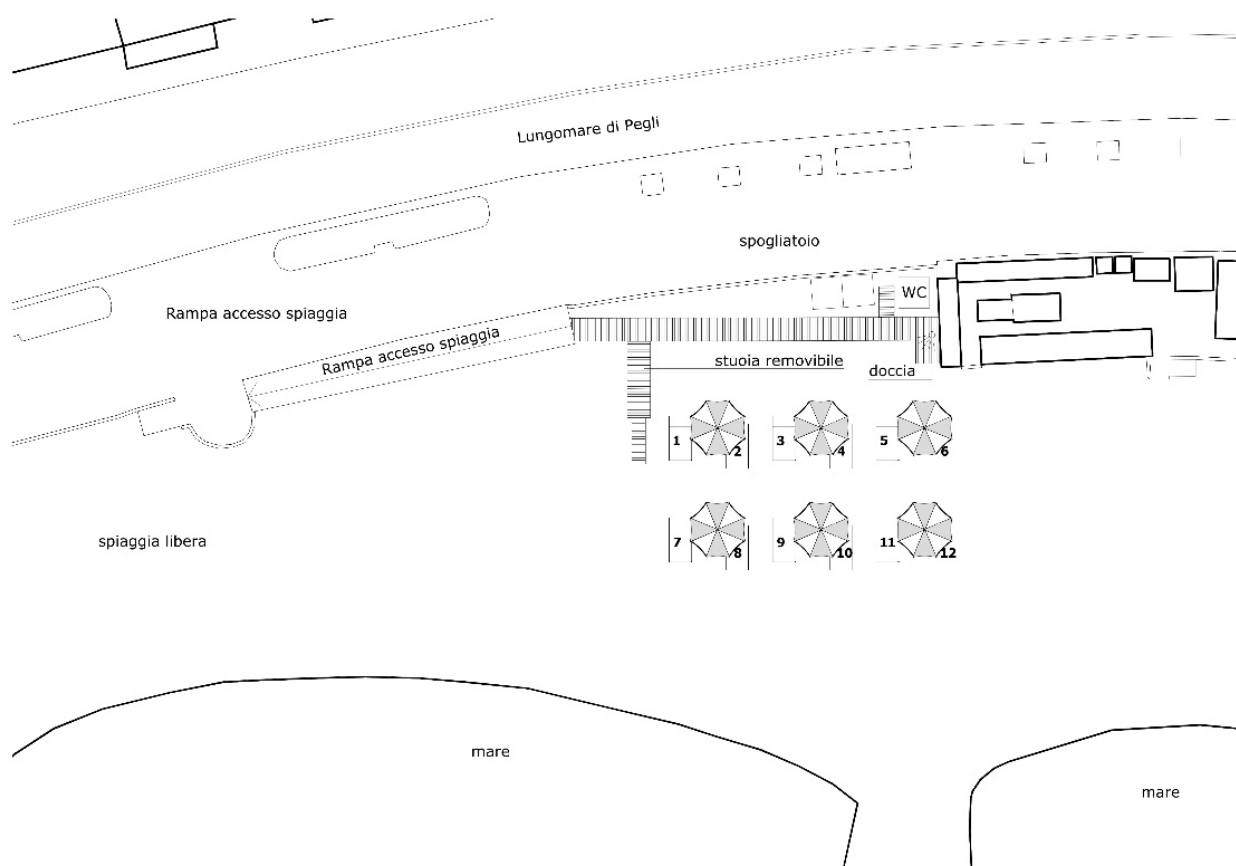 Lungomare di Pegli
spogliatoio
WC
Rampa accesso spiaggia
Rampa accesso spiaggia
stuoia removibile
doccia
1 2 3 4 5 6
7 8 9 10 11 12
spiaggia libera
mare
mare